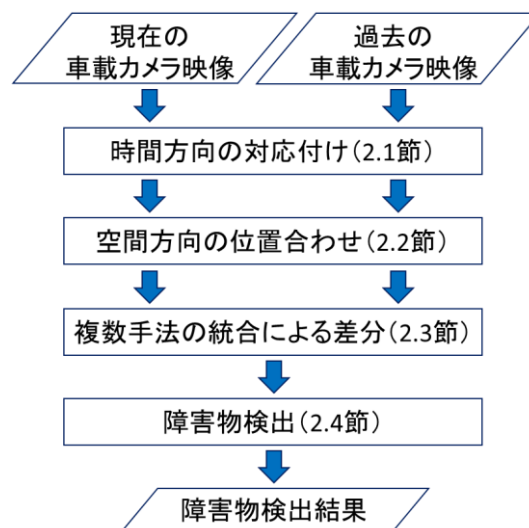 現在の
車載カメラ映像
過去の
車載カメラ映像
時間方向の対応付け(2.1節)
空間方向の位置合わせ(2.2節)
複数手法の統合による差分(2.3節)
障害物検出(2.4節)
障害物検出結果